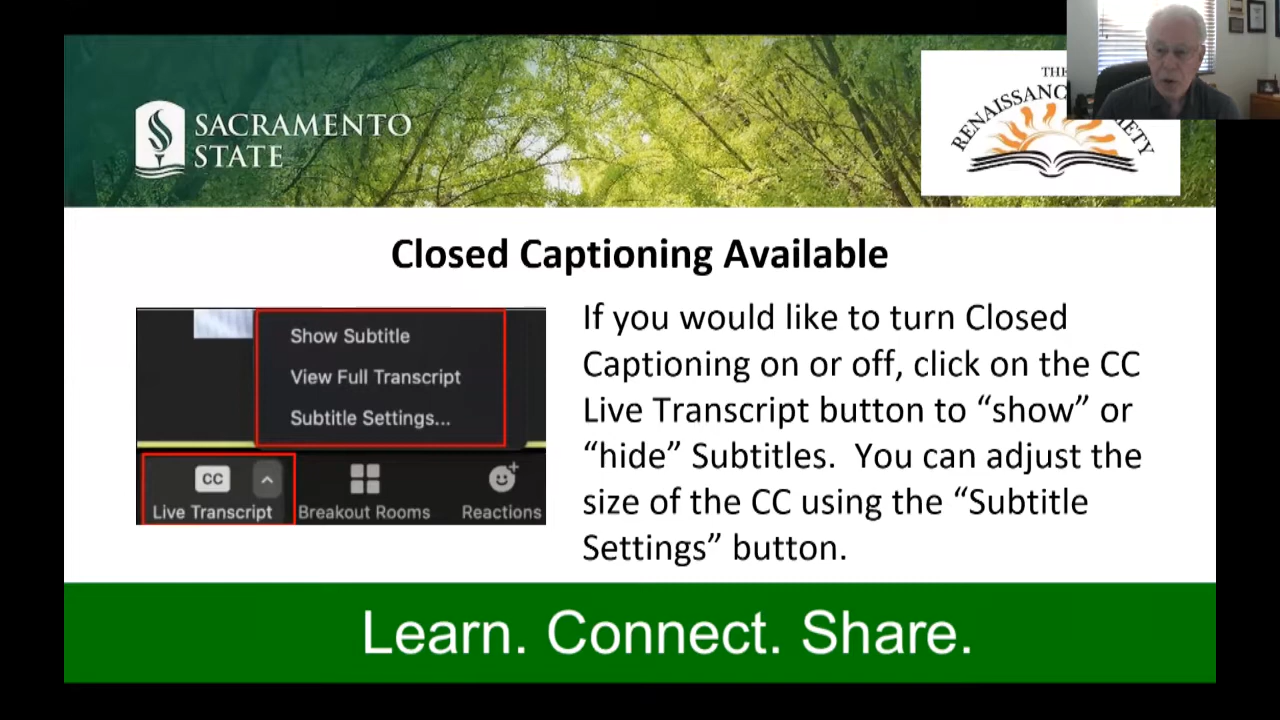 SACRAMENTO
STATE
THE
RENAISSANC
IETY
Closed Captioning Available
Show Subtitle
View Full Transcript
Subtitle Settings...
CC
Live Transcript
Breakout Rooms
Reactions
If you would like to turn Closed
Captioning on or off, click on the CC
Live Transcript button to “show” or
“hide” Subtitles.  You can adjust the
size of the CC using the “Subtitle
Settings” button.
Learn. Connect. Share.